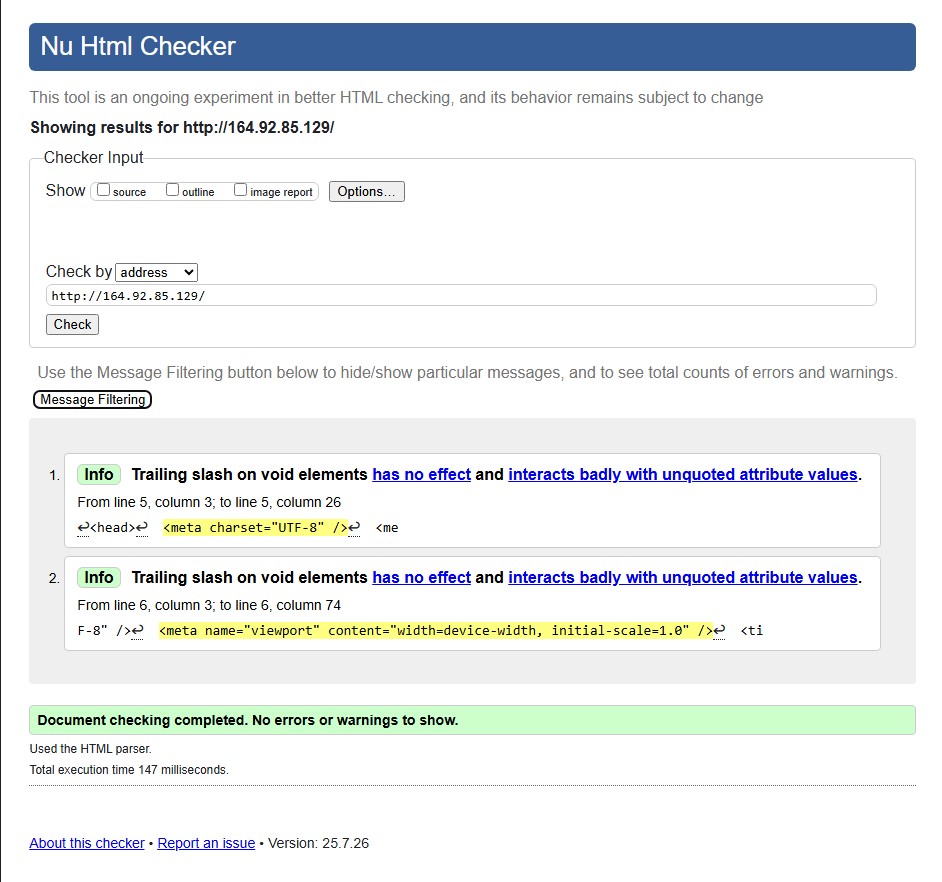 Nu Html Checker
This tool is an ongoing experiment in better HTML checking, and its behavior remains subject to change
Showing results for http://164.92.85.129/
Checker Input
Show source outline image report Options...
Check by address
http://164.92.85.129/
Check
Use the Message Filtering button below to hide/show particular messages, and to see total counts of errors and warnings.
Message Filtering
1. Info Trailing slash on void elements has no effect and interacts badly with unquoted attribute values.
From line 5, column 3; to line 5, column 26
↩<head>↩ <meta charset="UTF-8" />↩ <me
2. Info Trailing slash on void elements has no effect and interacts badly with unquoted attribute values.
From line 6, column 3; to line 6, column 74
F-8" />↩ <meta name="viewport" content="width=device-width, initial-scale=1.0" />↩ <ti
Document checking completed. No errors or warnings to show.
Used the HTML parser.
Total execution time 147 milliseconds.
About this checker • Report an issue • Version: 25.7.26